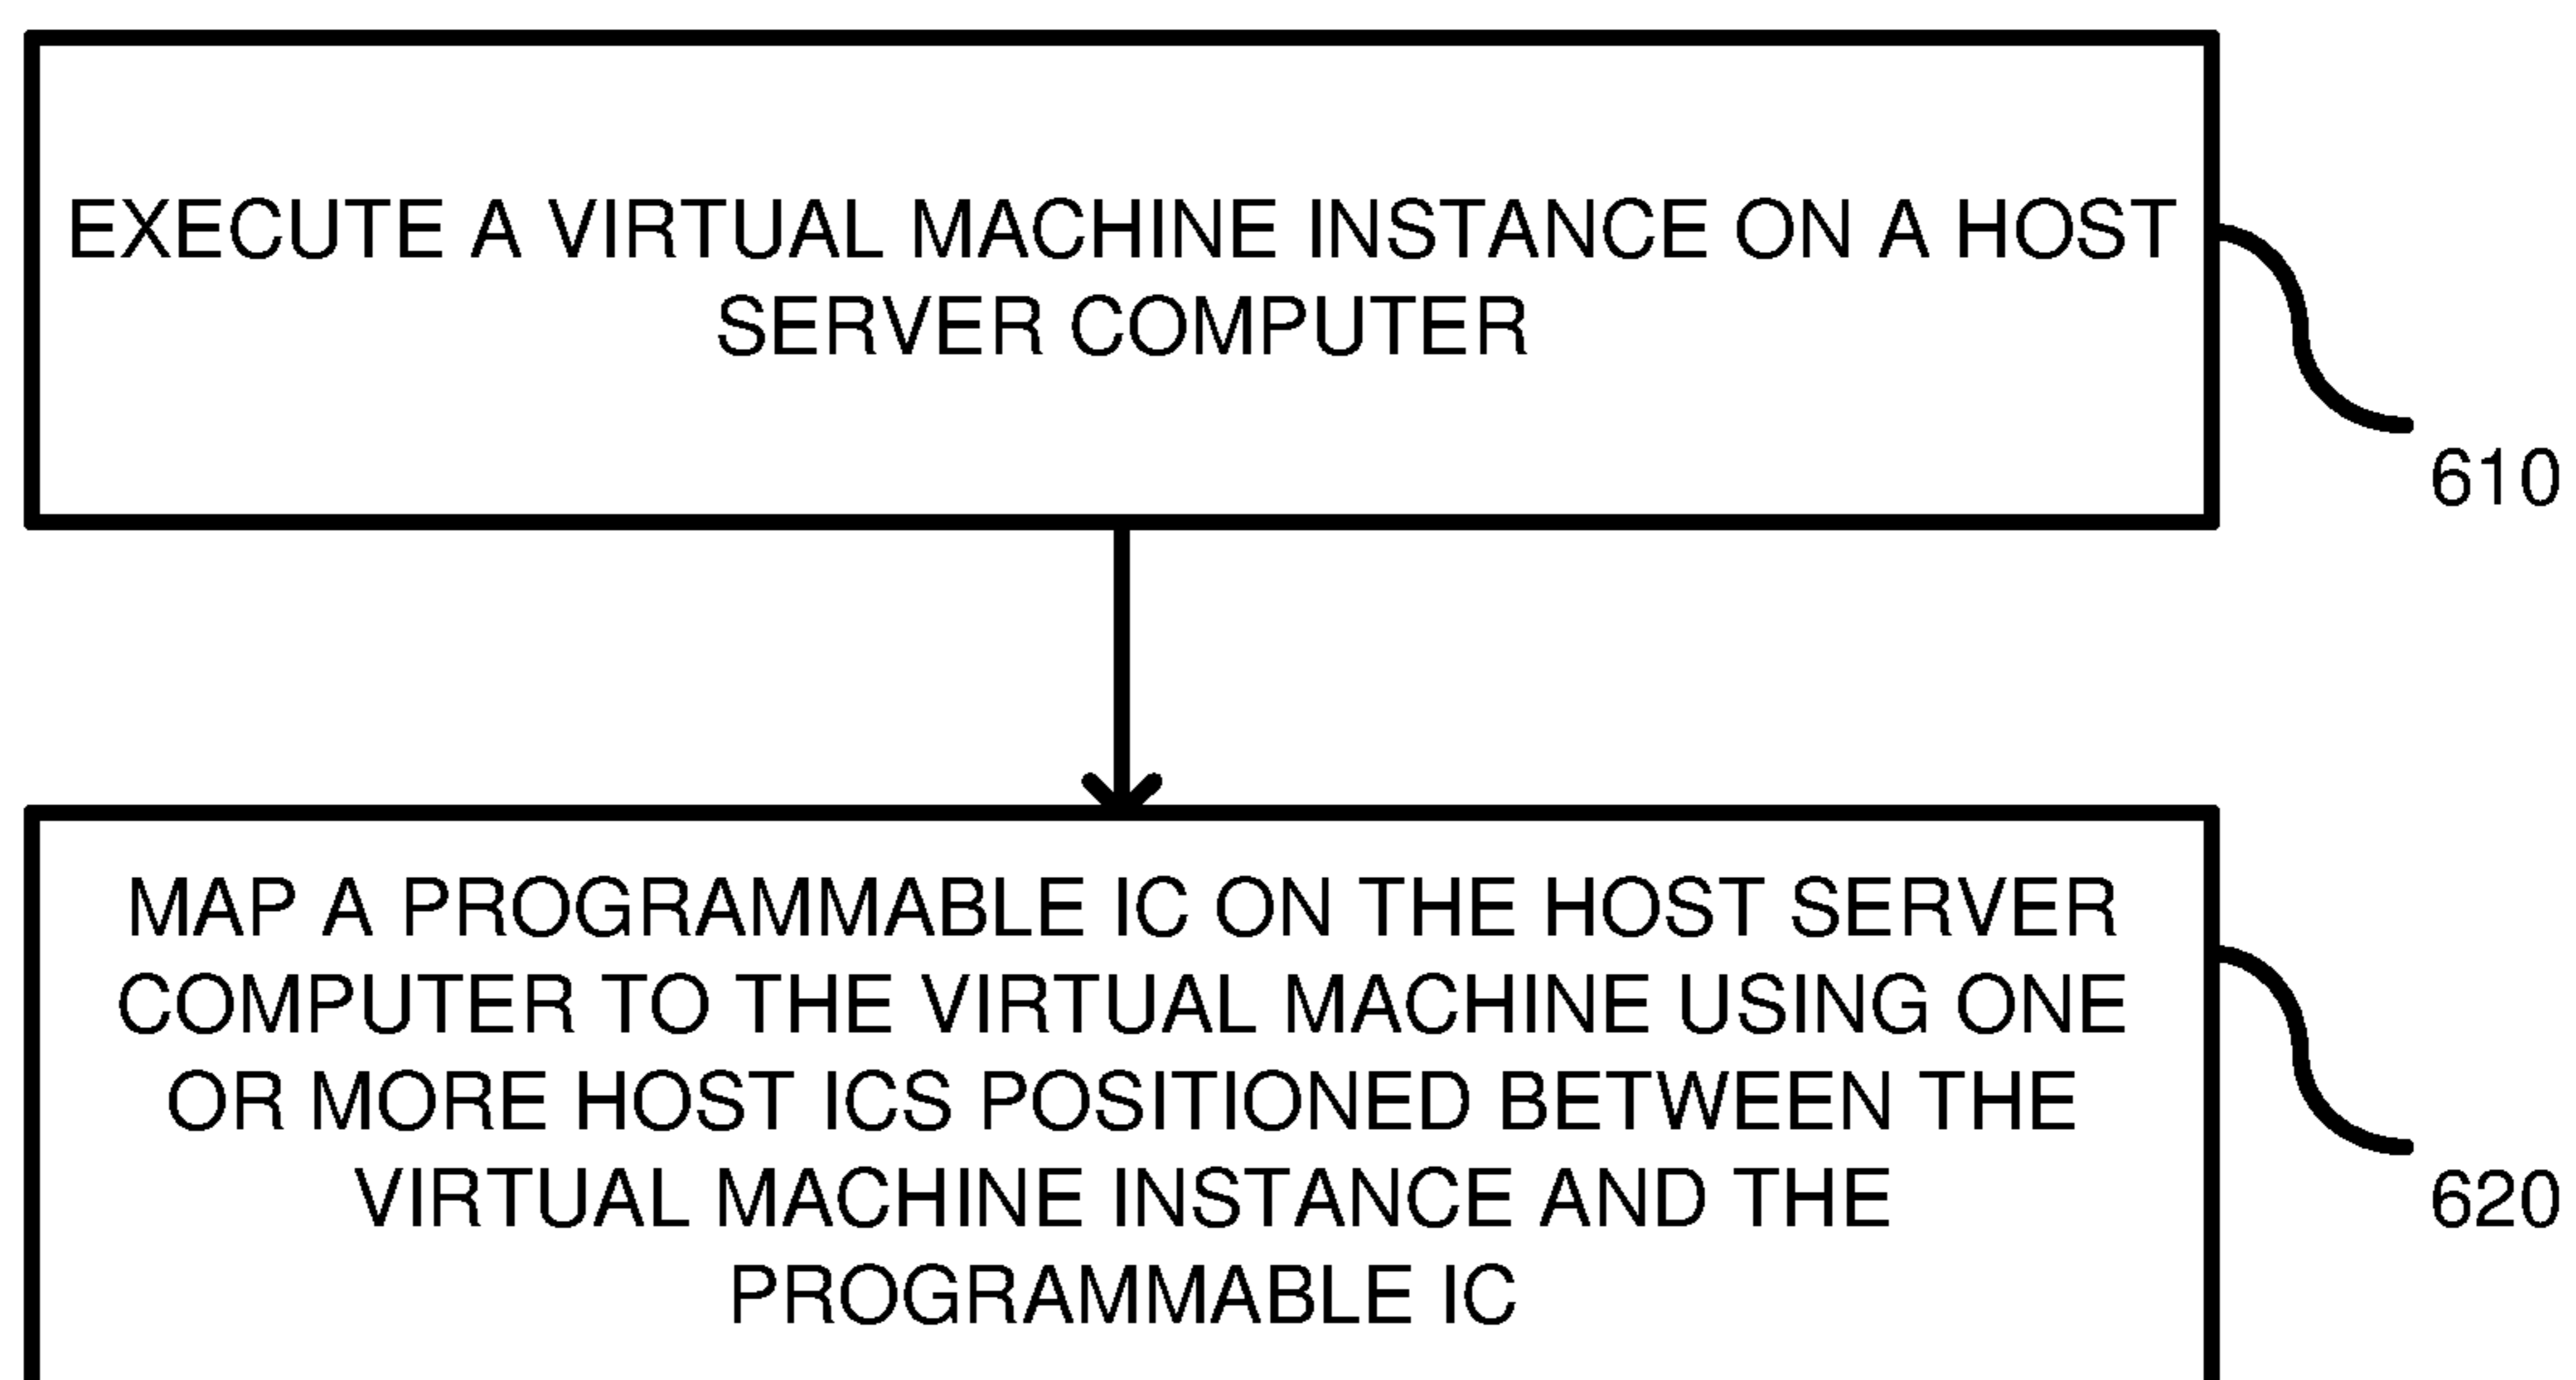 EXECUTE A VIRTUAL MACHINE INSTANCE ON A HOST
SERVER COMPUTER
610
MAP A PROGRAMMABLE IC ON THE HOST SERVER
COMPUTER TO THE VIRTUAL MACHINE USING ONE
OR MORE HOST ICS POSITIONED BETWEEN THE
VIRTUAL MACHINE INSTANCE AND THE
PROGRAMMABLE IC
620